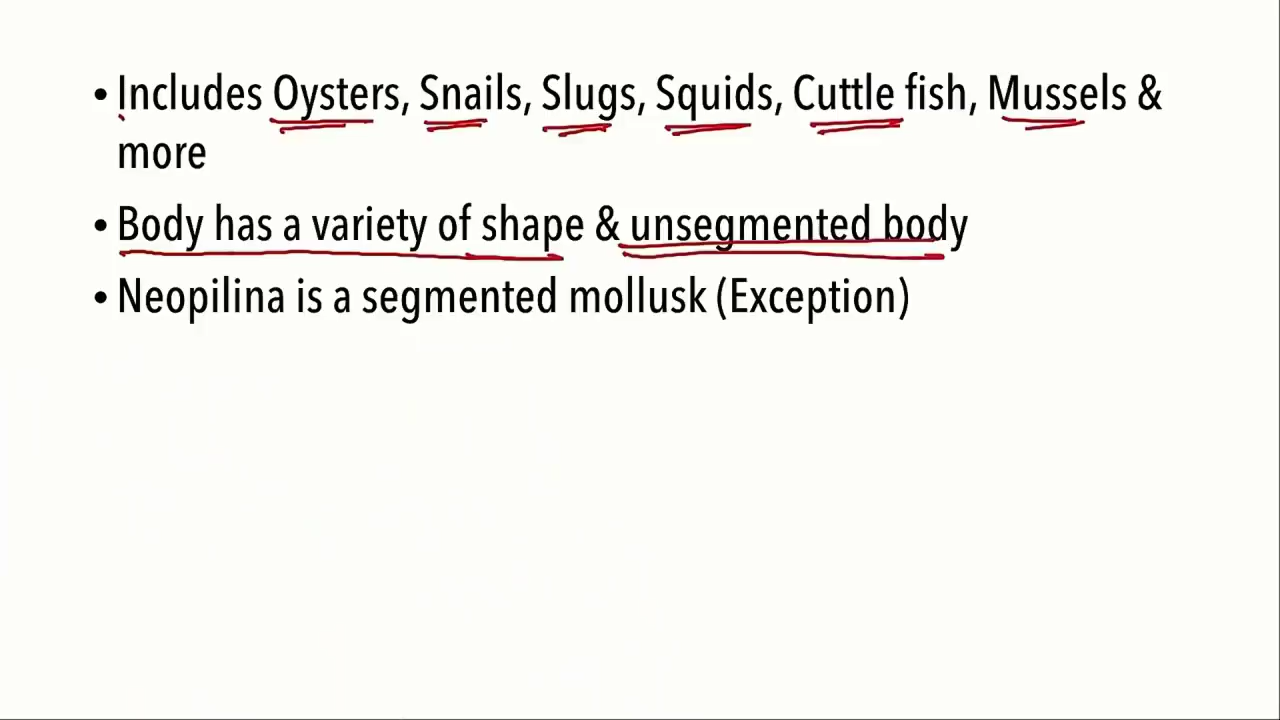 • Includes Oysters, Snails, Slugs, Squids, Cuttle fish, Mussels &
more
• Body has a variety of shape & unsegmented body
• Neopilina is a segmented mollusk (Exception)